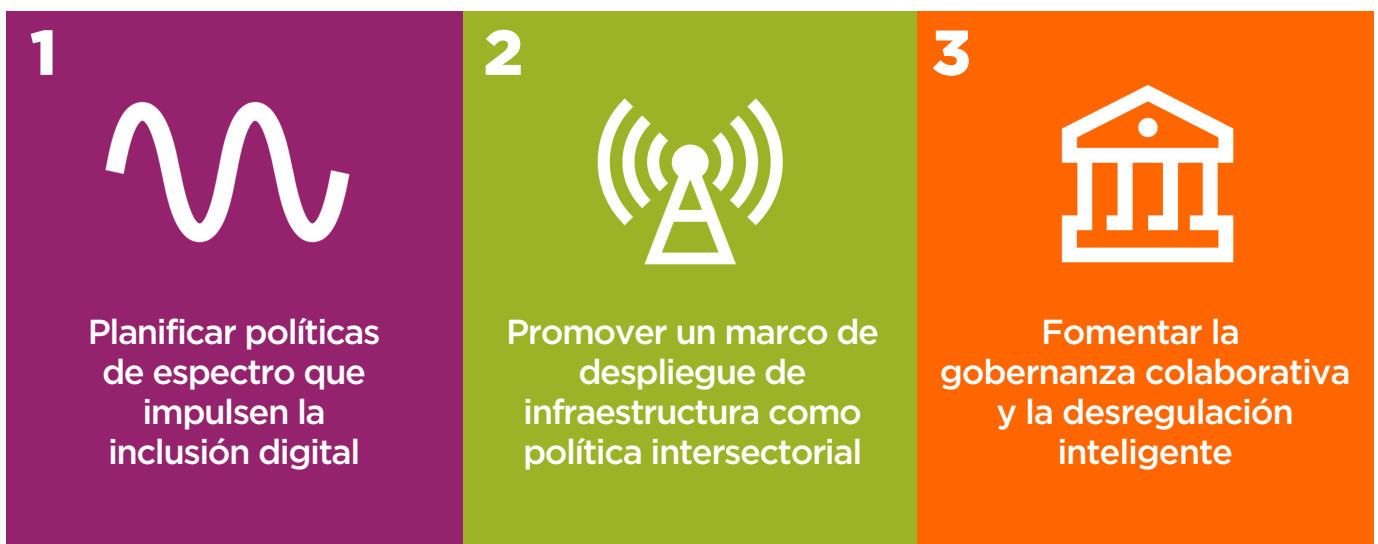 1
Planificar políticas
de espectro que
impulsen la
inclusión digital
2
Promover un marco de
despliegue de
infraestructura como
política intersectorial
3
Fomentar la
gobernanza colaborativa
y la desregulación
inteligente